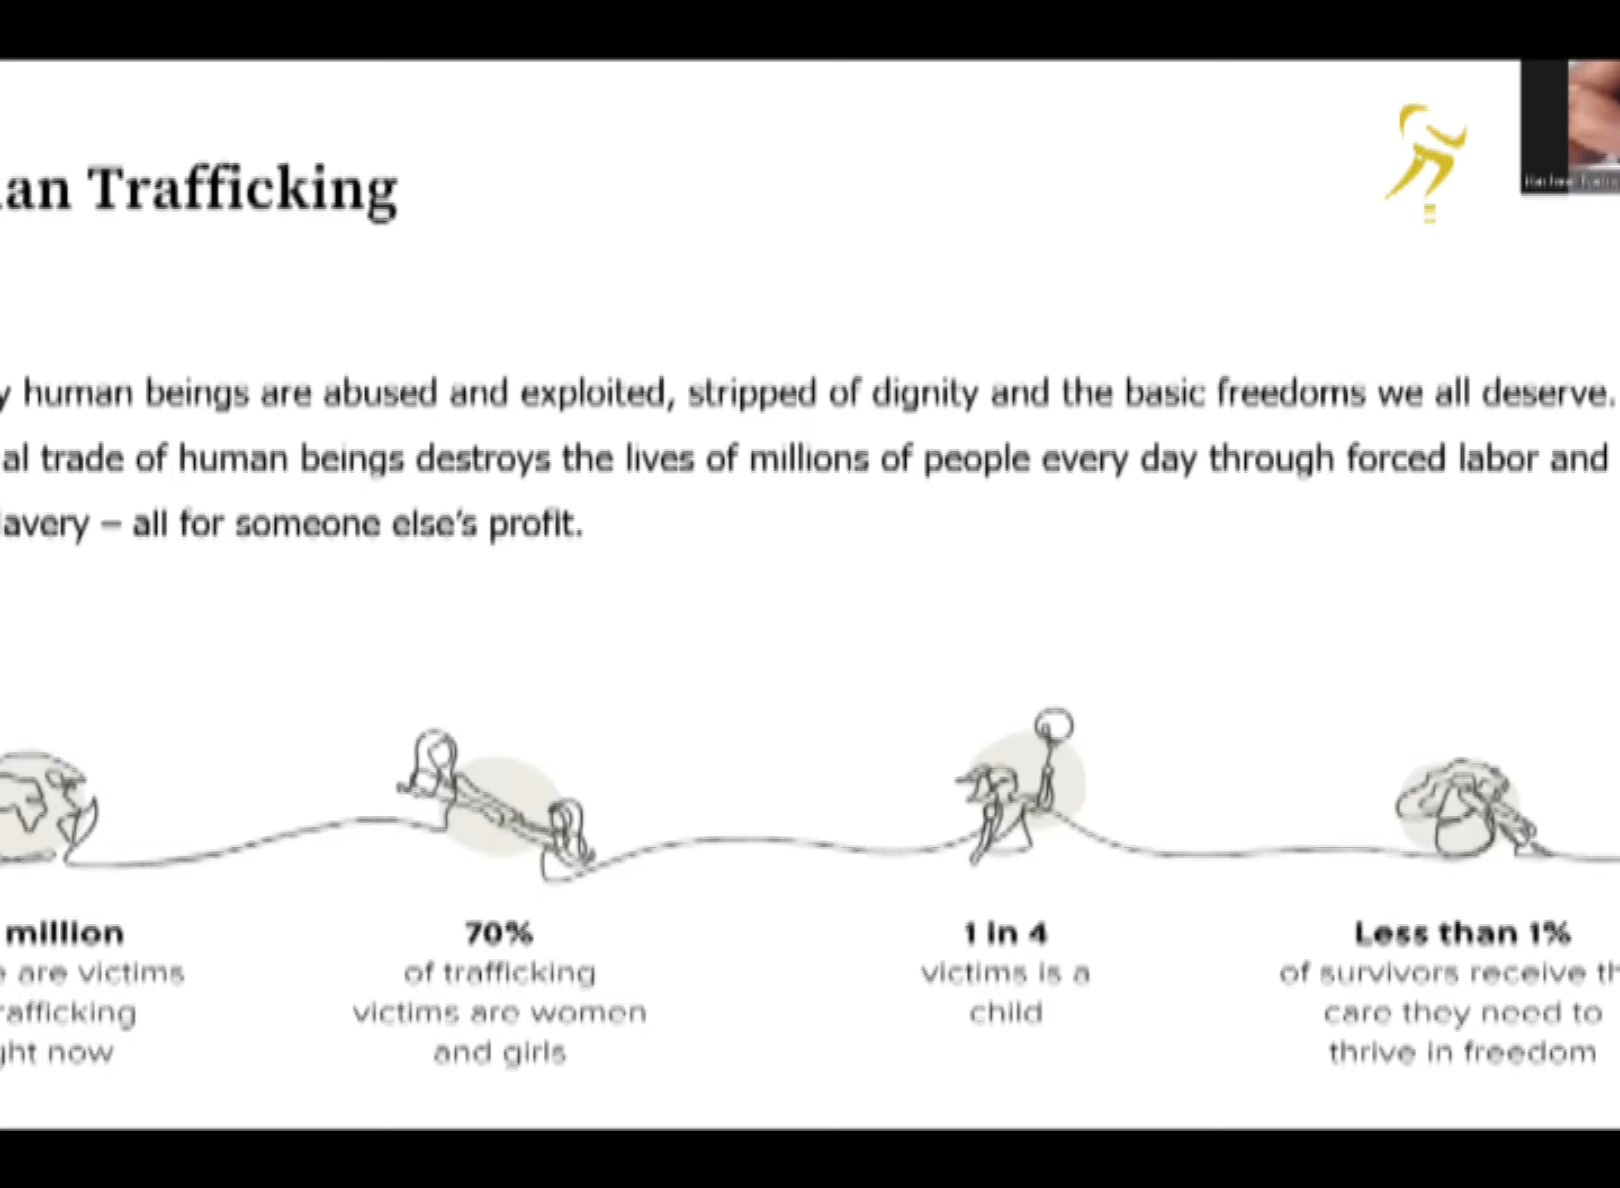 an Trafficking
y human beings are abused and exploited, stripped of dignity and the basic freedoms we all deserve.
al trade of human beings destroys the lives of millions of people every day through forced labor and
avery – all for someone else's profit.
million
e are victims
rafficking
ght now
70%
of trafficking
victims are women
and girls
1 in 4
victims is a
child
Less than 1%
of survivors receive th
care they need to
thrive in freedom